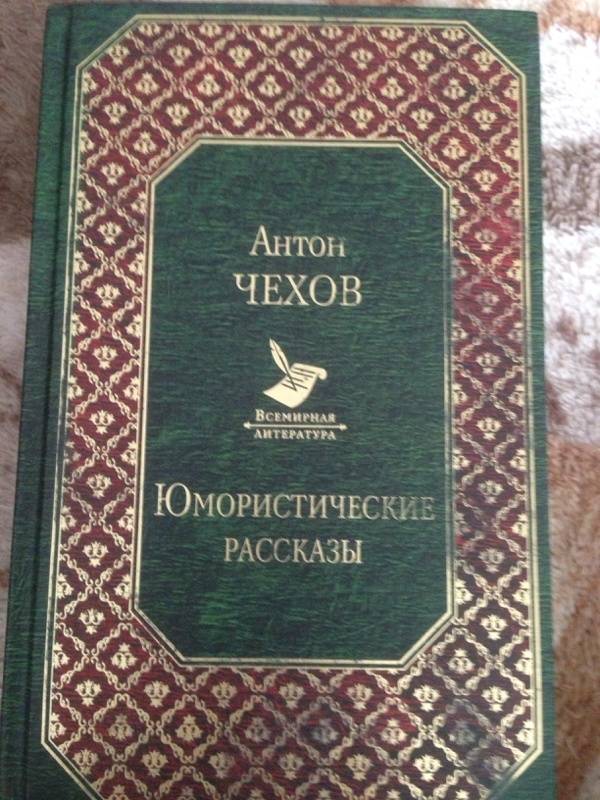 Антон
ЧЕХОВ
Всемирная
литература
Юмористические
рассказы